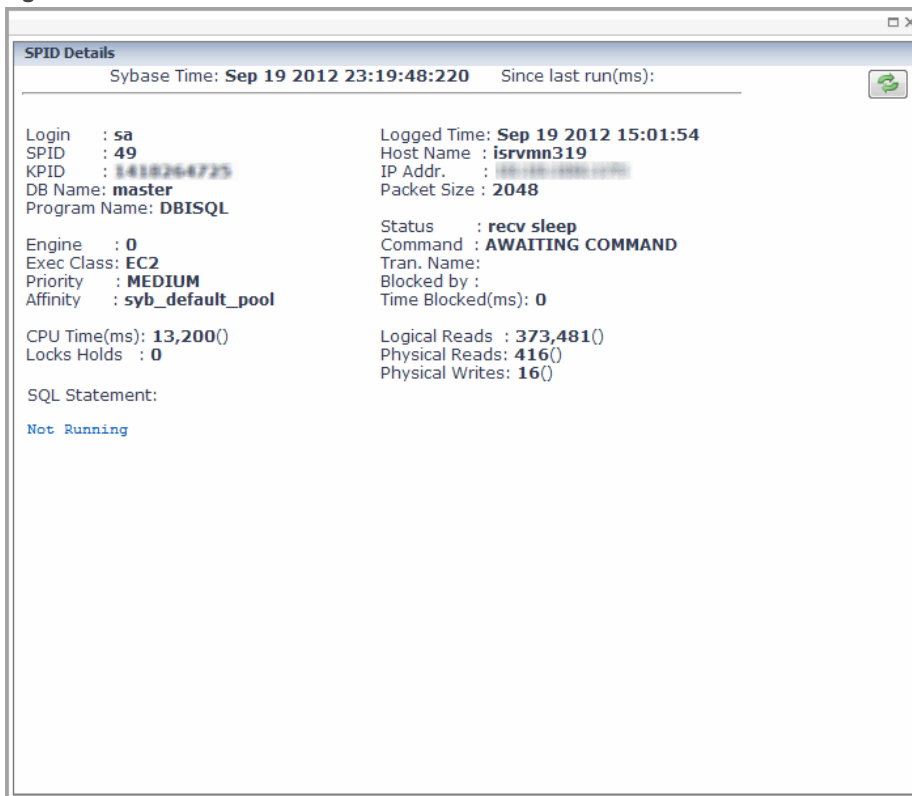 SPID Details
Sybase Time: Sep 19 2012 23:19:48:220 Since last run(ms):
Login : sa
SPID : 49
KPID :
DB Name: master
Program Name: DBISQL
Engine : 0
Exec Class: EC2
Priority : MEDIUM
Affinity : syb_default_pool
CPU Time(ms): 13,200()
Locks Holds : 0
Logged Time: Sep 19 2012 15:01:54
Host Name : isrvmn319
IP Addr. :
Packet Size : 2048
Status : recv sleep
Command : AWAITING COMMAND
Tran. Name:
Blocked by :
Time Blocked(ms): 0
Logical Reads : 373,481()
Physical Reads: 416()
Physical Writes: 16()
SQL Statement:
Not Running